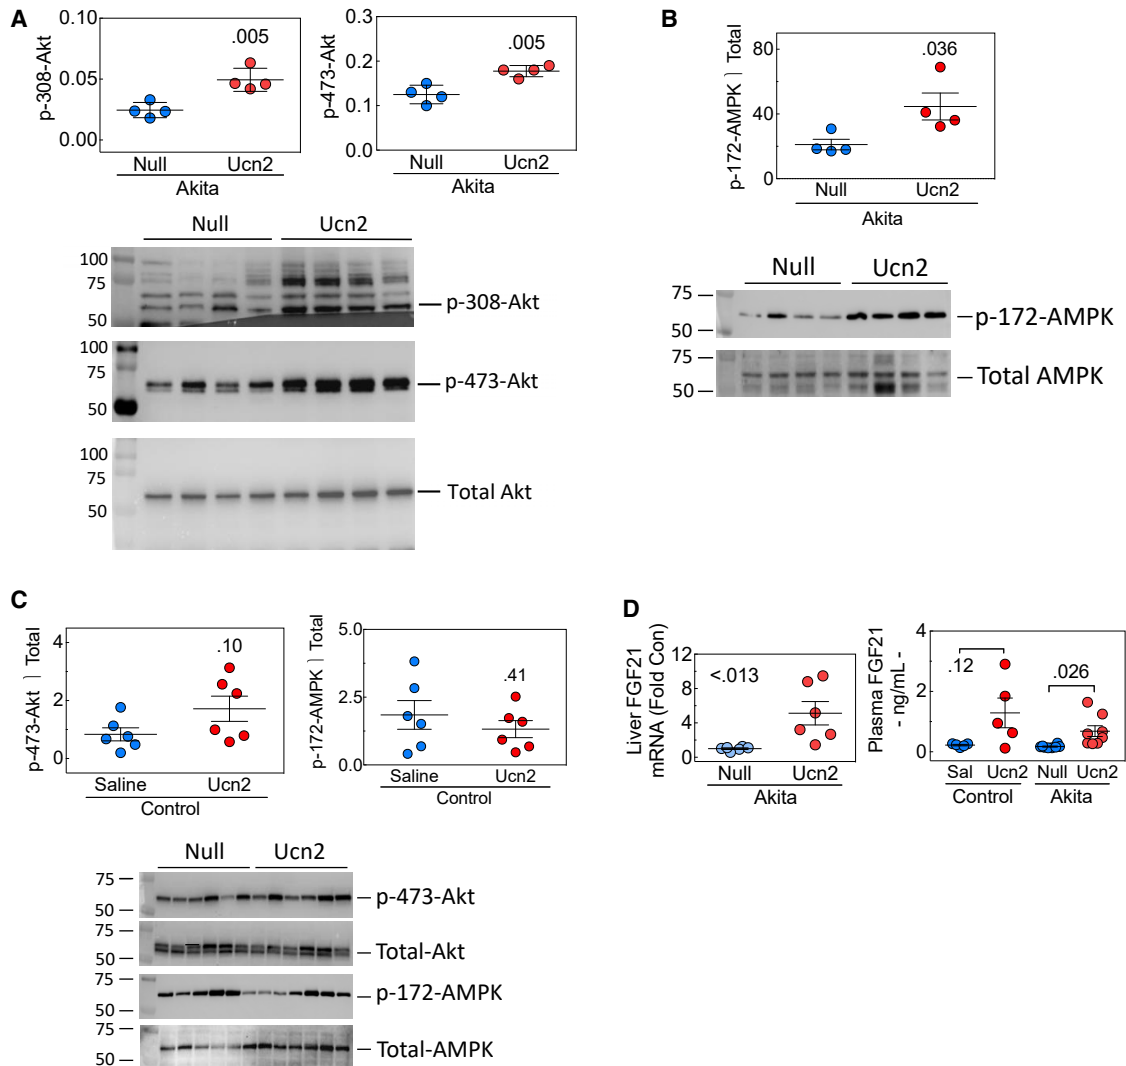 A
p-308-Akt
0.10
0.05
0.00
.005
Null Ucn2
Akita
p-473-Akt
0.3
0.2
0.1
0.0
.005
Null Ucn2
Akita
Null Ucn2
100
75
50
p-308-Akt
100
75
50
p-473-Akt
100
75
50
Total Akt
B
p-172-AMPK | Total
80
40
0
.036
Null Ucn2
Akita
Null Ucn2
75
50
p-172-AMPK
75
50
Total AMPK
C
p-473-Akt | Total
4
2
0
.10
Saline Ucn2
Control
p-172-AMPK | Total
5.0
2.5
0.0
.41
Saline Ucn2
Control
Null Ucn2
75
50
p-473-Akt
75
50
Total-Akt
75
50
p-172-AMPK
75
50
Total-AMPK
D
Liver FGF21
mRNA (Fold Con)
12
8
4
0
<.013
Null Ucn2
Akita
Plasma FGF21
- ng/mL -
4
2
0
.12
.026
Sal Ucn2 Null Ucn2
Control Akita